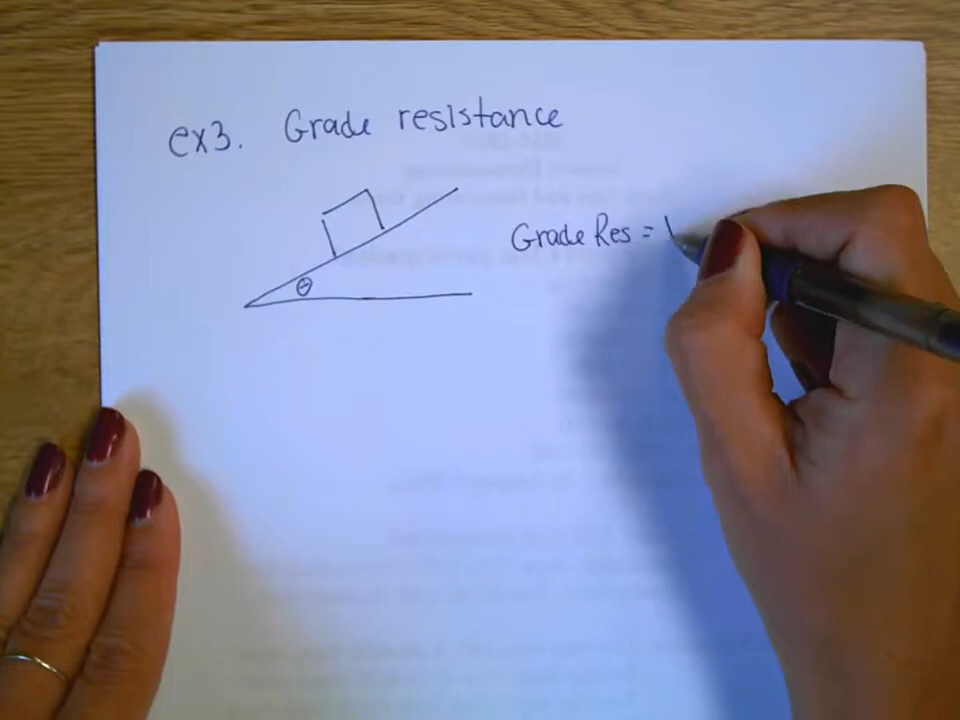 ex3. Grade resistance
Grade Res =
θ